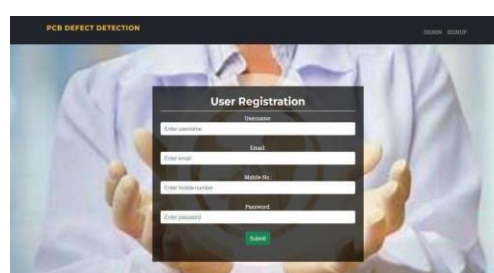 PCB DEFECT DETECTION
SIGNIN SIGNUP
User Registration
Username:
Enter username
Email:
Enter email
Mobile No.:
Enter mobile number
Password:
Enter password
Submit